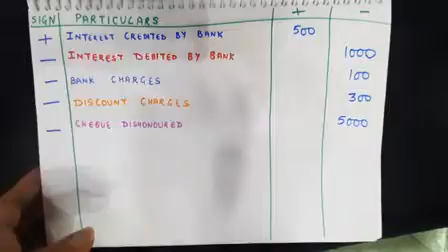 SIGN PARTICULARS + -
+ INTEREST CREDITED BY BANK 500
- INTEREST DEBITED BY BANK 1000
- BANK CHARGES 100
- DISCOUNT CHARGES 300
- CHEQUE DISHONOURED 5000